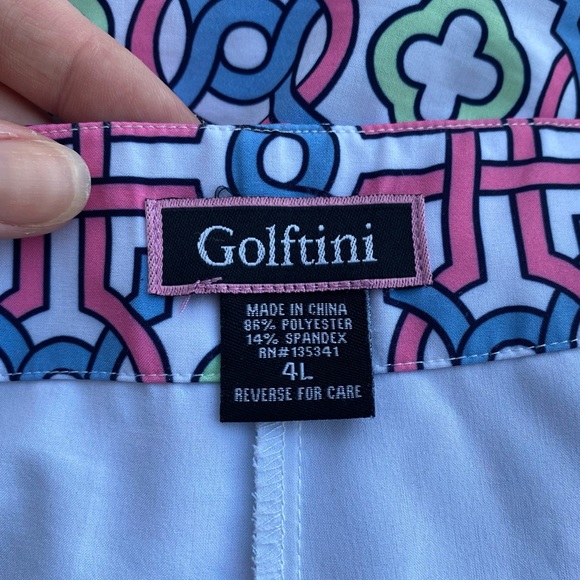 Golftini
MADE IN CHINA
86% POLYESTER
14% SPANDEX
RN#135341
4L
REVERSE FOR CARE